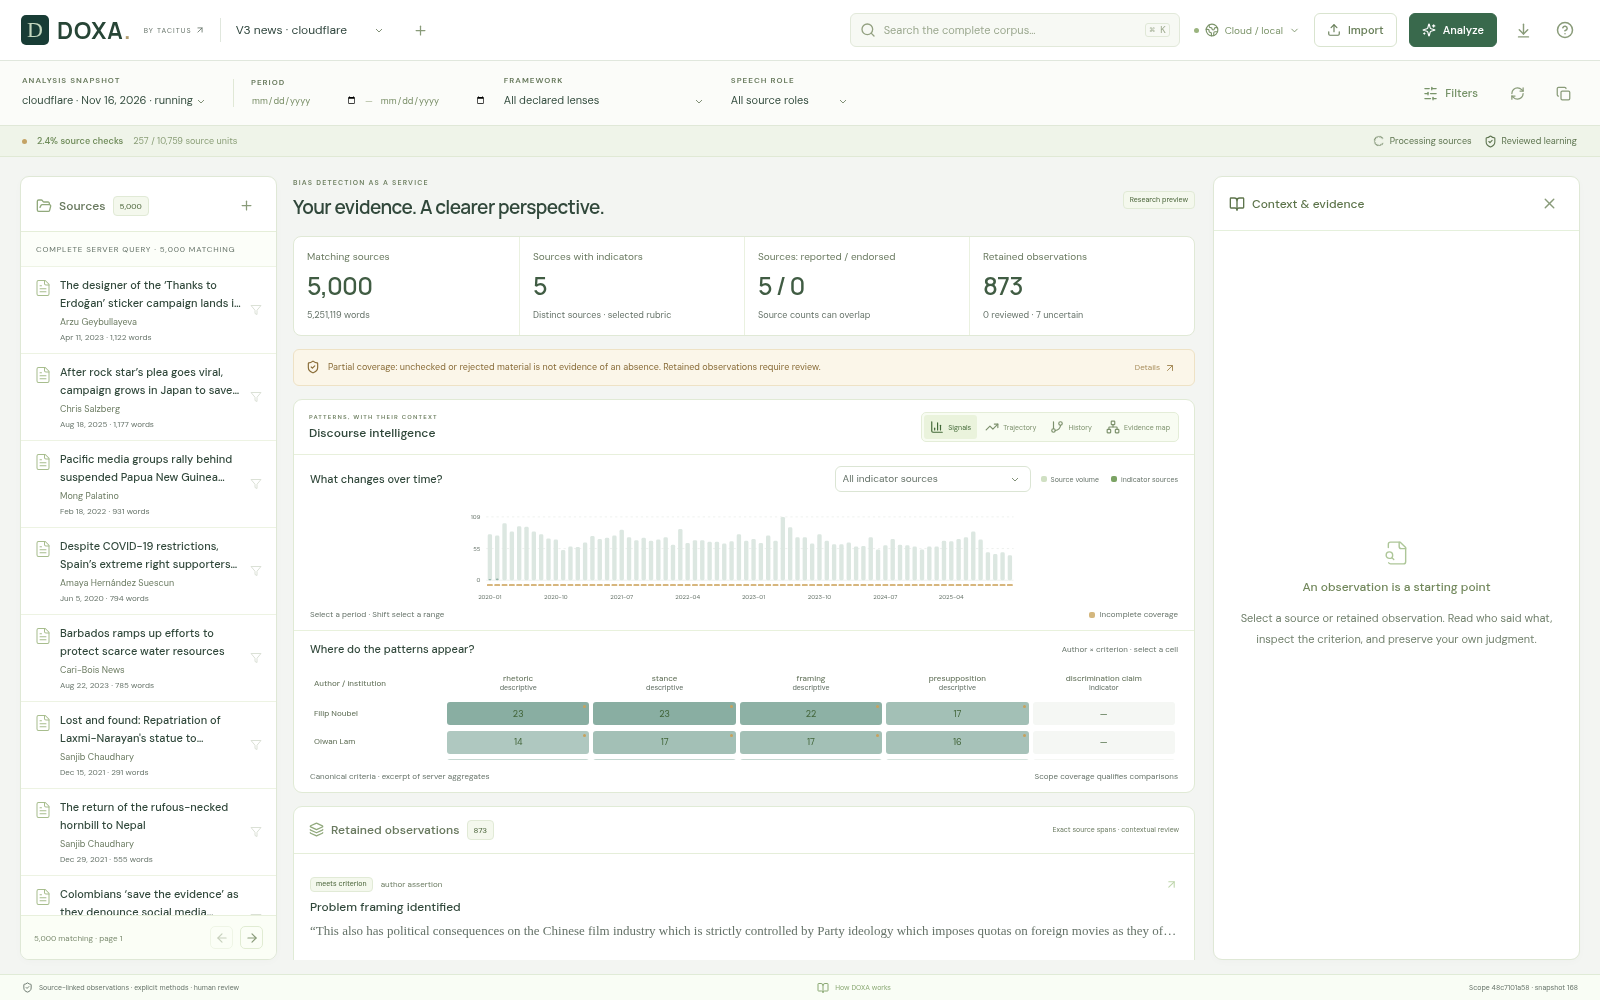 D DOXA. BY TACITUS
V3 news · cloudflare
Search the complete corpus…
⌘ K
Cloud / local
Import
Analyze
ANALYSIS SNAPSHOT
cloudflare · Nov 16, 2026 · running
PERIOD
mm/dd/yyyy — mm/dd/yyyy
FRAMEWORK
All declared lenses
SPEECH ROLE
All source roles
Filters
2.4% source checks 257 / 10,759 source units
Processing sources
Reviewed learning
Sources 5,000
COMPLETE SERVER QUERY · 5,000 MATCHING
The designer of the ‘Thanks to
Erdoğan’ sticker campaign lands i…
Arzu Geybullayeva
Apr 11, 2023 · 1,122 words
After rock star’s plea goes viral,
campaign grows in Japan to save…
Chris Salzberg
Aug 18, 2025 · 1,177 words
Pacific media groups rally behind
suspended Papua New Guinea…
Mong Palatino
Feb 18, 2022 · 931 words
Despite COVID-19 restrictions,
Spain’s extreme right supporters…
Amaya Hernández Suescun
Jun 5, 2020 · 794 words
Barbados ramps up efforts to
protect scarce water resources
Cari-Bois News
Aug 22, 2023 · 785 words
Lost and found: Repatriation of
Laxmi-Narayan's statue to…
Sanjib Chaudhary
Dec 15, 2021 · 291 words
The return of the rufous-necked
hornbill to Nepal
Sanjib Chaudhary
Dec 29, 2021 · 555 words
Colombians ‘save the evidence’ as
they denounce social media…
5,000 matching · page 1
BIAS DETECTION AS A SERVICE
Your evidence. A clearer perspective.
Research preview
Matching sources
5,000
5,251,119 words
Sources with indicators
5
Distinct sources · selected rubric
Sources: reported / endorsed
5 / 0
Source counts can overlap
Retained observations
873
0 reviewed · 7 uncertain
Partial coverage: unchecked or rejected material is not evidence of an absence. Retained observations require review.
Details
PATTERNS, WITH THEIR CONTEXT
Discourse intelligence
Signals
Trajectory
History
Evidence map
What changes over time?
All indicator sources
Source volume
Indicator sources
109
55
0
2020-01 2020-10 2021-07 2022-04 2023-01 2023-10 2024-07 2025-04
Select a period · Shift select a range
Incomplete coverage
Where do the patterns appear?
Author × criterion · select a cell
Author / Institution
rhetoric
descriptive
stance
descriptive
framing
descriptive
presupposition
descriptive
discrimination claim
indicator
Filip Noubel 23 23 22 17 —
Oiwan Lam 14 17 17 16 —
Canonical criteria · excerpt of server aggregates
Scope coverage qualifies comparisons
Retained observations 873
Exact source spans · contextual review
meets criterion author assertion
Problem framing identified
“This also has political consequences on the Chinese film industry which is strictly controlled by Party ideology which imposes quotas on foreign movies as they of…
Context & evidence
An observation is a starting point
Select a source or retained observation. Read who said what,
inspect the criterion, and preserve your own judgment.
Source-linked observations · explicit methods · human review
How DOXA works
Scope 48c7101a58 · snapshot 168